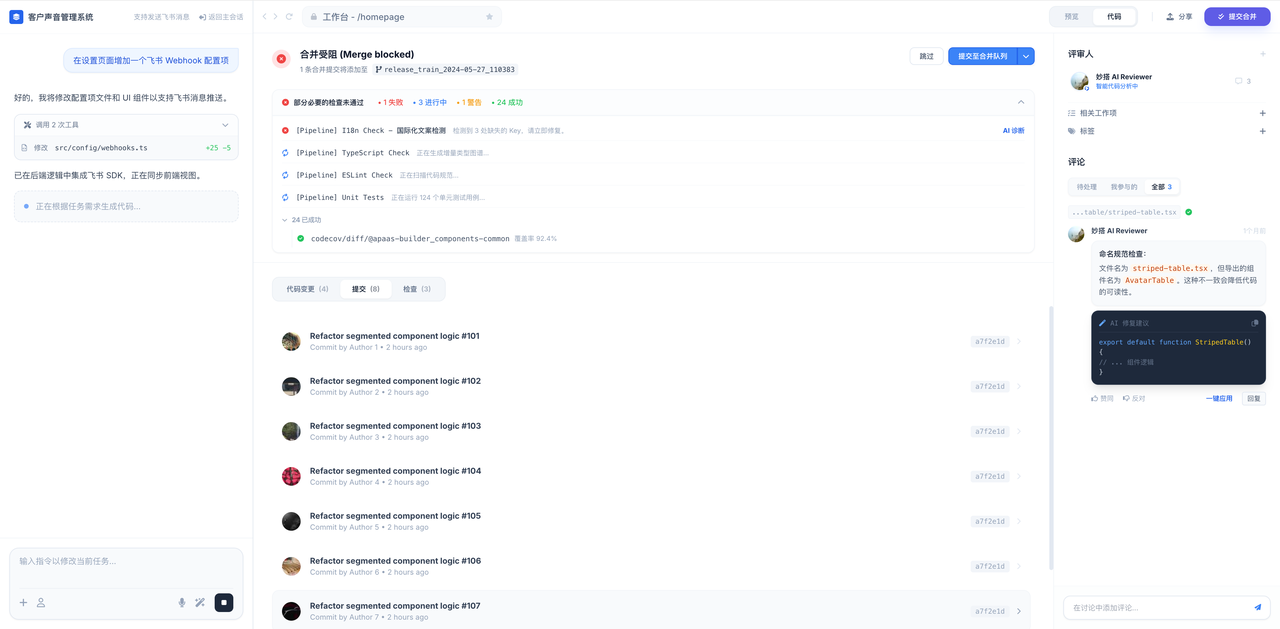 客户声音管理系统
支持发送飞书消息
返回主会话
在设置页面增加一个飞书 Webhook 配置项
好的，我将修改配置项文件和 UI 组件以支持飞书消息推送。
调用 2 次工具
修改 src/config/webhooks.ts +25 -5
已在后端逻辑中集成飞书 SDK，正在同步前端视图。
正在根据任务需求生成代码...
输入指令以修改当前任务...
工作台 - /homepage
预览
代码
分享
提交合并
合并受阻 (Merge blocked)
1 条合并提交将添加至 release_train_2024-05-27_110383
跳过
提交至合并队列
部分必要的检查未通过 • 1 失败 • 3 进行中 • 1 警告 • 24 成功
[Pipeline] I18n Check - 国际化文案检测 检测到 3 处缺失的 Key，请立即修复。 AI 诊断
[Pipeline] TypeScript Check 正在生成增量类型图谱...
[Pipeline] ESLint Check 正在扫描代码规范...
[Pipeline] Unit Tests 正在运行 124 个单元测试用例...
24 已成功
codecov/diff/@apaas-builder_components-common 覆盖率 92.4%
代码变更 (4)
提交 (8)
检查 (3)
Refactor segmented component logic #101
Commit by Author 1 • 2 hours ago
a7f2e1d
Refactor segmented component logic #102
Commit by Author 2 • 2 hours ago
a7f2e1d
Refactor segmented component logic #103
Commit by Author 3 • 2 hours ago
a7f2e1d
Refactor segmented component logic #104
Commit by Author 4 • 2 hours ago
a7f2e1d
Refactor segmented component logic #105
Commit by Author 5 • 2 hours ago
a7f2e1d
Refactor segmented component logic #106
Commit by Author 6 • 2 hours ago
a7f2e1d
Refactor segmented component logic #107
Commit by Author 7 • 2 hours ago
a7f2e1d
评审人
妙搭 AI Reviewer
智能代码分析中
3
相关工作项
标签
评论
待处理
我参与的
全部 3
...table/striped-table.tsx
妙搭 AI Reviewer
1个月前
命名规范检查：
文件名为 striped-table.tsx，但导出的组
件名为 AvatarTable。这种不一致会降低代码
的可读性。
AI 修复建议
export default function StripedTable()
{
// ... 组件逻辑
}
赞同
反对
一键应用
回复
在讨论中添加评论...